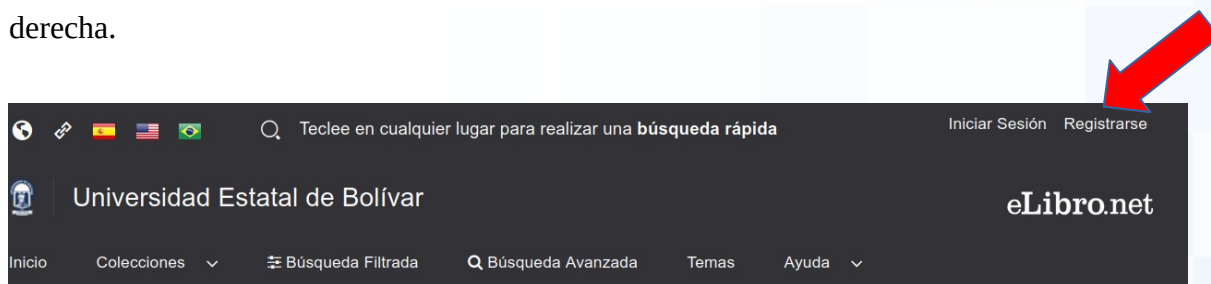 derecha.
Teclee en cualquier lugar para realizar una búsqueda rápida
Iniciar Sesión Registrarse
Universidad Estatal de Bolívar
eLibro.net
Inicio Colecciones Búsqueda Filtrada Búsqueda Avanzada Temas Ayuda